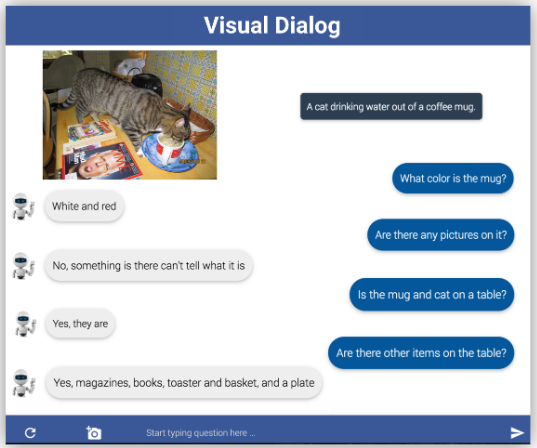 Visual Dialog
A cat drinking water out of a coffee mug.
What color is the mug?
White and red
Are there any pictures on it?
No, something is there can't tell what it is
Is the mug and cat on a table?
Yes, they are
Are there other items on the table?
Yes, magazines, books, toaster and basket, and a plate
Start typing question here ...